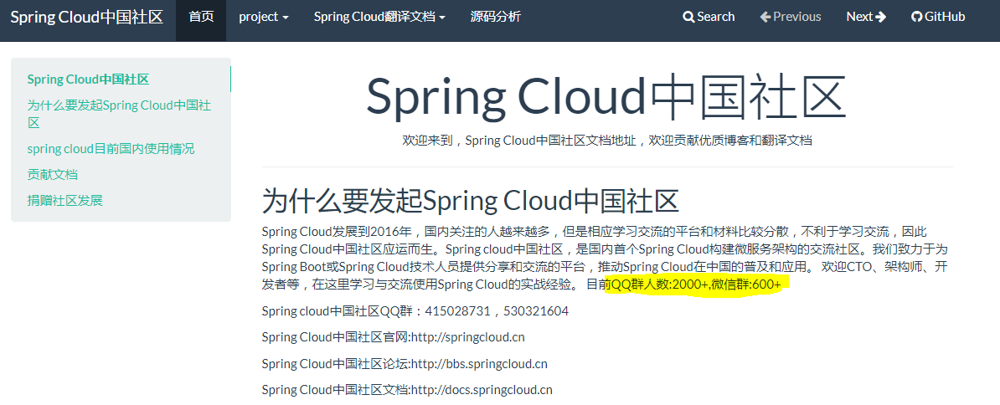 Spring Cloud中国社区 首页 project Spring Cloud翻译文档 源码分析 Search Previous Next GitHub
Spring Cloud中国社区
为什么要发起Spring Cloud中国社
区
spring cloud目前国内使用情况
贡献文档
捐赠社区发展
Spring Cloud中国社区
欢迎来到，Spring Cloud中国社区文档地址，欢迎贡献优质博客和翻译文档
为什么要发起Spring Cloud中国社区
Spring Cloud发展到2016年，国内关注的人越来越多，但是相应学习交流的平台和材料比较分散，不利于学习交流，因此
Spring Cloud中国社区应运而生。Spring cloud中国社区，是国内首个Spring Cloud构建微服务架构的交流社区。我们致力于为
Spring Boot或Spring Cloud技术人员提供分享和交流的平台，推动Spring Cloud在中国的普及和应用。 欢迎CTO、架构师、开
发者等，在这里学习与交流使用Spring Cloud的实战经验。 目前QQ群人数:2000+,微信群:600+
Spring cloud中国社区QQ群：415028731，530321604
Spring Cloud中国社区官网:http://springcloud.cn
Spring Cloud中国社区论坛:http://bbs.springcloud.cn
Spring Cloud中国社区文档:http://docs.springcloud.cn